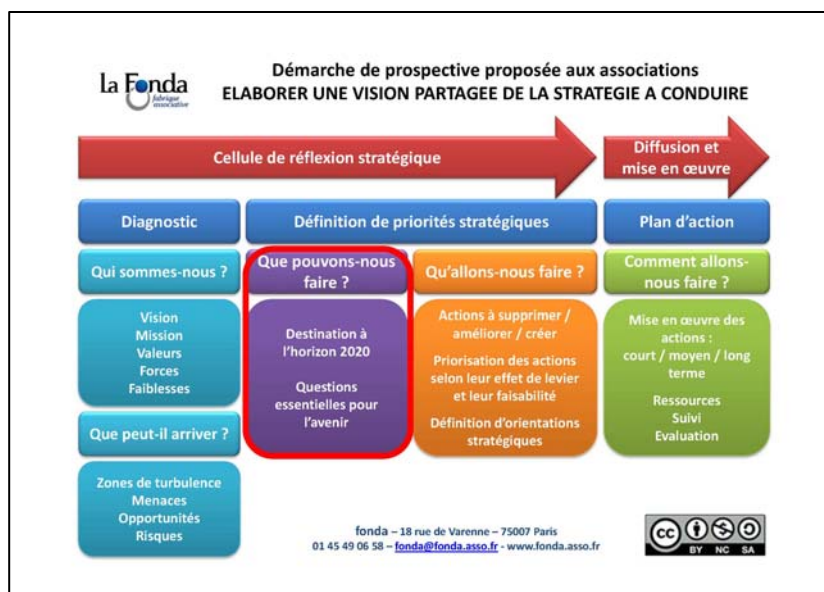 la Fonda
fabrique
associative
Démarche de prospective proposée aux associations
ELABORER UNE VISION PARTAGEE DE LA STRATEGIE A CONDUIRE
Cellule de réflexion stratégique
Diffusion et
mise en œuvre
Diagnostic
Définition de priorités stratégiques
Plan d'action
Qui sommes-nous ?
Que pouvons-nous
faire ?
Qu'allons-nous faire ?
Comment allons-
nous faire ?
Vision
Mission
Valeurs
Forces
Faiblesses
Destination à
l'horizon 2020
Questions
essentielles pour
l'avenir
Actions à supprimer /
améliorer / créer
Priorisation des actions
selon leur effet de levier
et leur faisabilité
Définition d'orientations
stratégiques
Mise en œuvre des
actions :
court / moyen / long
terme
Ressources
Suivi
Evaluation
Que peut-il arriver ?
Zones de turbulence
Menaces
Opportunités
Risques
fonda – 18 rue de Varenne – 75007 Paris
01 45 49 06 58 – fonda@fonda.asso.fr - www.fonda.asso.fr
cc
BY NC SA